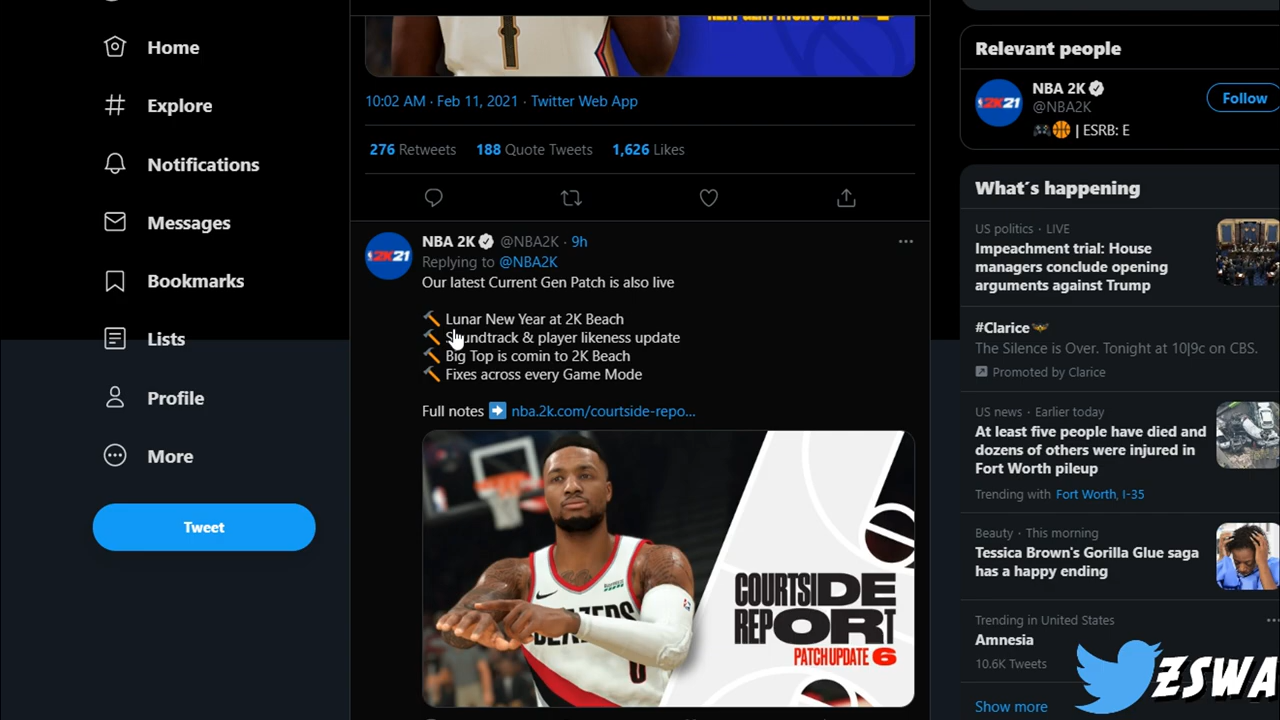 Home
Explore
Notifications
Messages
Bookmarks
Lists
Profile
More
Tweet
10:02 AM · Feb 11, 2021 · Twitter Web App
276 Retweets 188 Quote Tweets 1,626 Likes
2K21
NBA 2K @NBA2K · 9h
Replying to @NBA2K
Our latest Current Gen Patch is also live
Lunar New Year at 2K Beach
Soundtrack & player likeness update
Big Top is comin to 2K Beach
Fixes across every Game Mode
Full notes nba.2k.com/courtside-repo...
BLAZERS
COURTSIDE
REPORT
PATCH UPDATE 6
Relevant people
2K21
NBA 2K
@NBA2K
| ESRB: E
Follow
What's happening
US politics · LIVE
Impeachment trial: House
managers conclude opening
arguments against Trump
#Clarice
The Silence is Over. Tonight at 10|9c on CBS.
Promoted by Clarice
US news · Earlier today
At least five people have died and
dozens of others were injured in
Fort Worth pileup
Trending with Fort Worth, I-35
Beauty · This morning
Tessica Brown's Gorilla Glue saga
has a happy ending
Trending in United States
Amnesia
10.6K Tweets
Show more
ZSWA